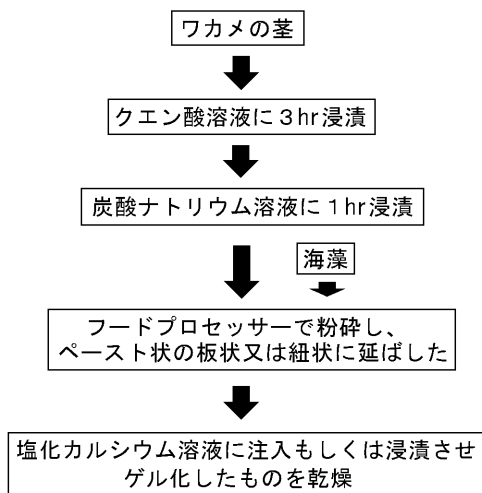 ワカメの茎
クエン酸溶液に3hr浸漬
炭酸ナトリウム溶液に1hr浸漬
海藻
フードプロセッサーで粉砕し、
ペースト状の板状又は紐状に延ばした
塩化カルシウム溶液に注入もしくは浸漬させ
ゲル化したものを乾燥